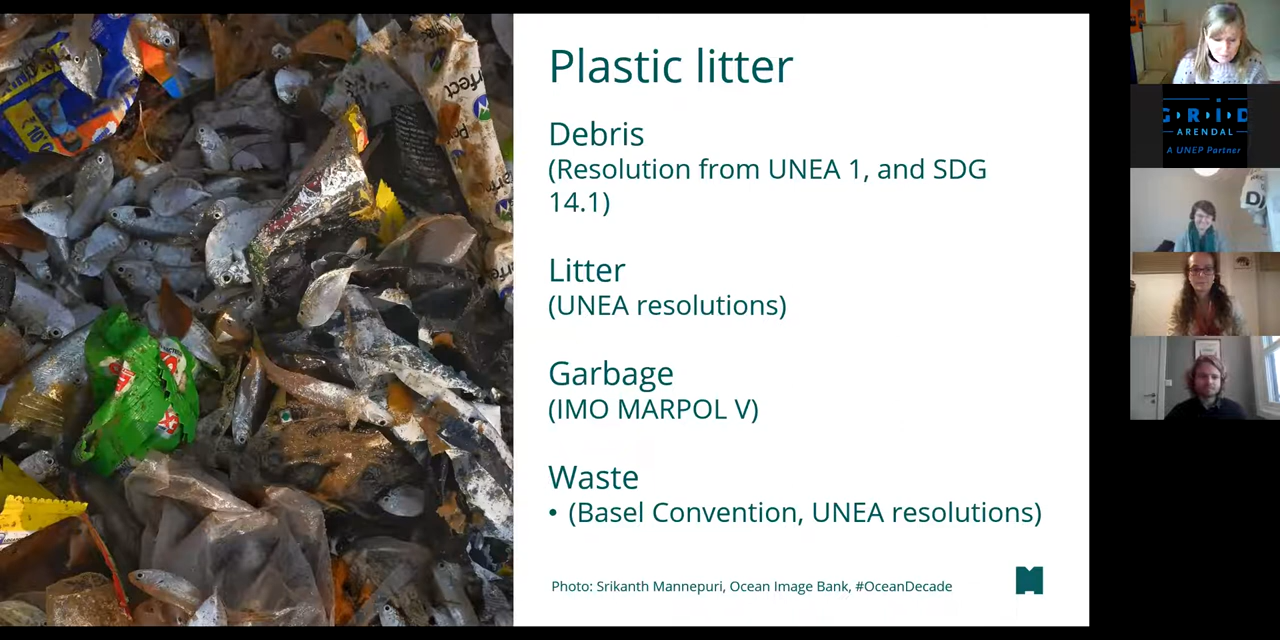 Plastic litter
Debris
(Resolution from UNEA 1, and SDG
14.1)
Litter
(UNEA resolutions)
Garbage
(IMO MARPOL V)
Waste
• (Basel Convention, UNEA resolutions)
Photo: Srikanth Mannepuri, Ocean Image Bank, #OceanDecade
GRID
ARENDAL
A UNEP Partner